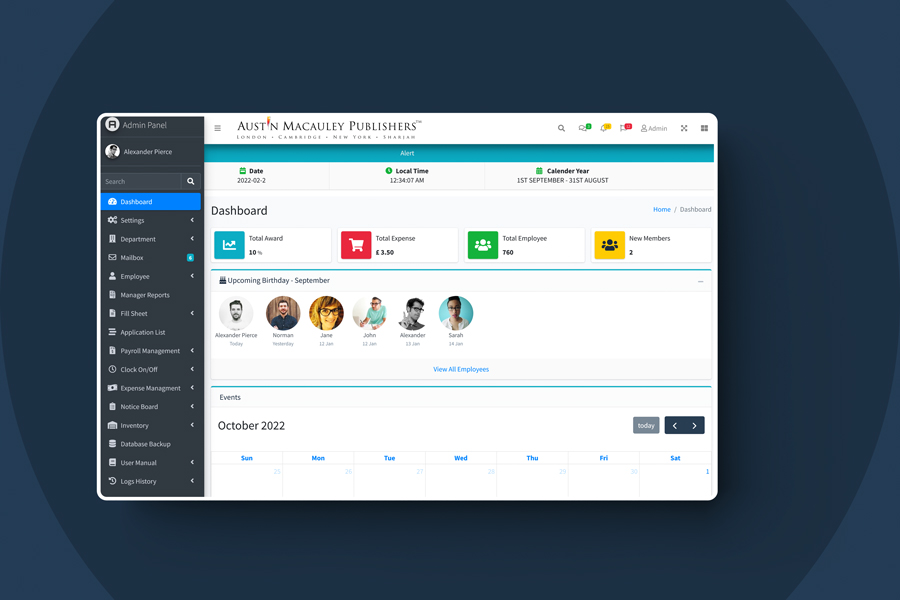 Admin Panel
Alexander Pierce
Search
Dashboard
Settings
Department
Mailbox
6
Employee
Manager Reports
Fill Sheet
Application List
Payroll Management
Clock On/Off
Expense Managment
Notice Board
Inventory
Database Backup
User Manual
Logs History
AUSTIN MACAULEY PUBLISHERS™
LONDON • CAMBRIDGE • NEW YORK • SHARJAH
Admin
Alert
Date
2022-02-2
Local Time
12:34:07 AM
Calender Year
1ST SEPTEMBER - 31ST AUGUST
Dashboard
Home / Dashboard
Total Award
10 %
Total Expense
£ 3.50
Total Employee
760
New Members
2
Upcoming Birthday - September
Alexander Pierce
Today
Norman
Yesterday
Jane
12 Jan
John
12 Jan
Alexander
13 Jan
Sarah
14 Jan
View All Employees
Events
October 2022
today
Sun Mon Tue Wed Thu Fri Sat
25 26 27 28 29 30 1